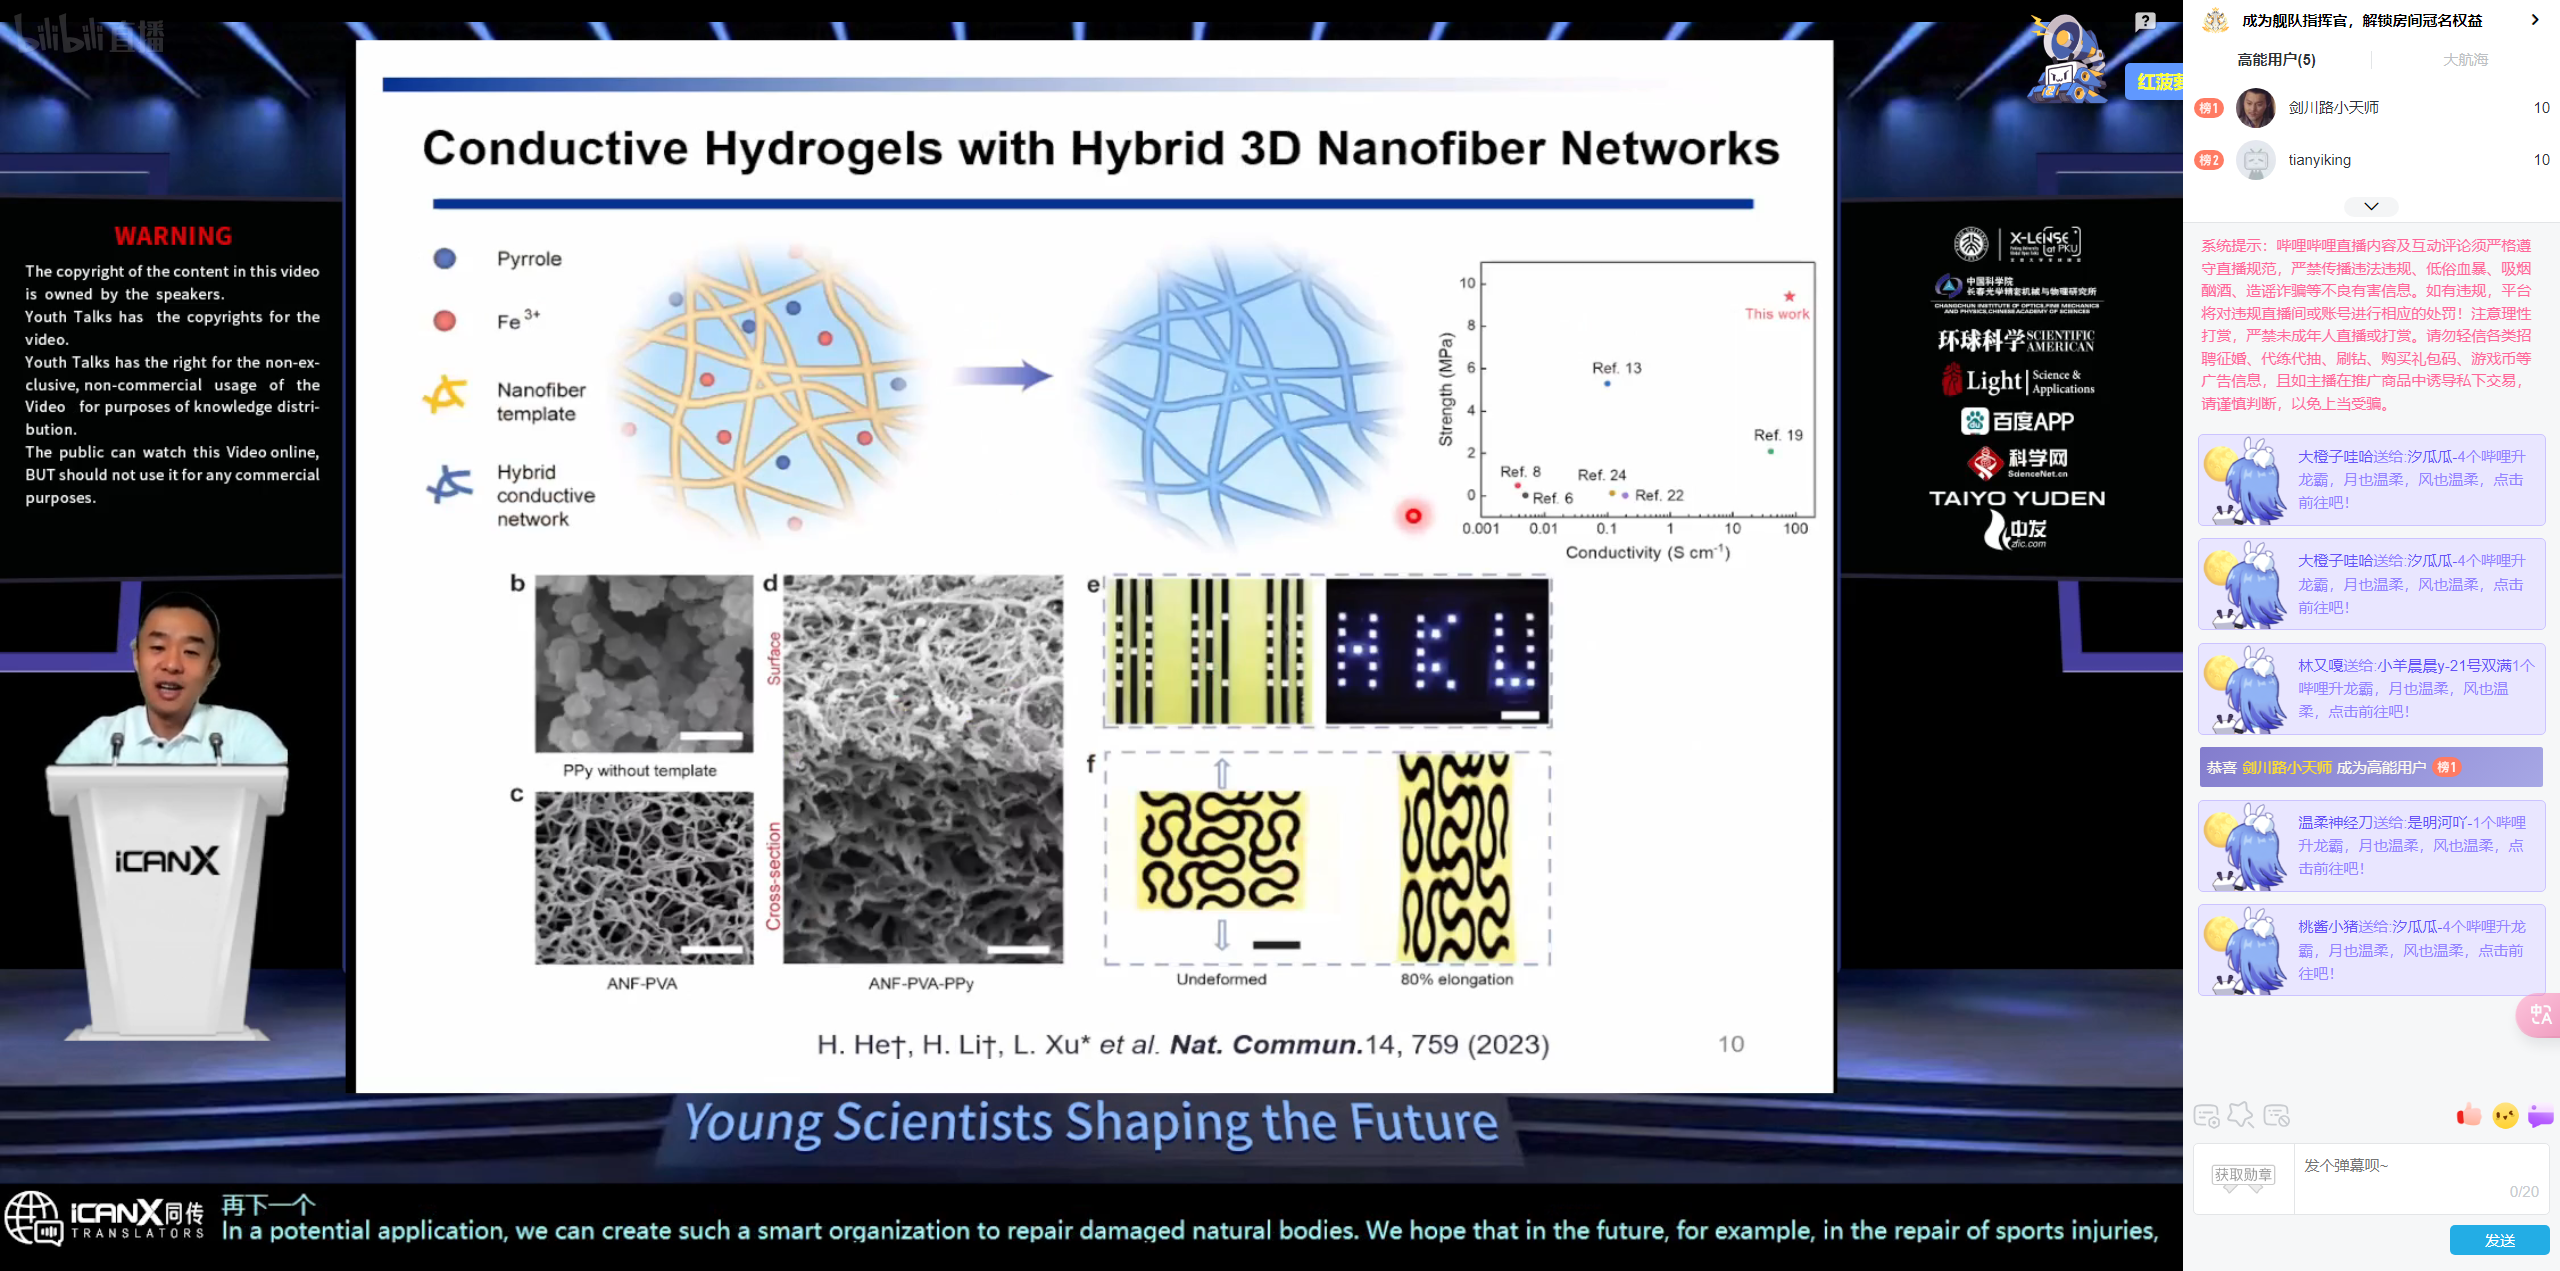 bilibili 直播
WARNING
The copyright of the content in this video
is owned by the speakers.
Youth Talks has the copyrights for the
video.
Youth Talks has the right for the non-ex-
clusive, non-commercial usage of the
Video for purposes of knowledge distri-
bution.
The public can watch this Video online,
BUT should not use it for any commercial
purposes.
iCANX
Conductive Hydrogels with Hybrid 3D Nanofiber Networks
Pyrrole
Fe3+
Nanofiber
template
Hybrid
conductive
network
Strength (MPa)
10
8
6
4
2
0
This work
Ref. 13
Ref. 19
Ref. 8
Ref. 6
Ref. 24
Ref. 22
0.001 0.01 0.1 1 10 100
Conductivity (S cm-1)
b
PPy without template
c
ANF-PVA
d
Surface
Cross-section
ANF-PVA-PPy
e
HKU
f
Undeformed
80% elongation
H. He†, H. Li†, L. Xu* et al. Nat. Commun.14, 759 (2023)
10
Young Scientists Shaping the Future
X-LENSE
at PKU
中国科学院
长春光学精密机械与物理研究所
CHANGCHUN INSTITUTE OF OPTICS,FINE MECHANICS
AND PHYSICS,CHINESE ACADEMY OF SCIENCES
环球科学 SCIENTIFIC AMERICAN
Light Science & Applications
百度APP
科学网
ScienceNet.cn
TAIYO YUDEN
中发
zfic.com
iCANX同传
TRANSLATORS
再下一个
In a potential application, we can create such a smart organization to repair damaged natural bodies. We hope that in the future, for example, in the repair of sports injuries,
红菠萝
成为舰队指挥官，解锁房间冠名权益
高能用户(5)
大航海
榜1 剑川路小天师 10
榜2 tianyiking 10
系统提示：哔哩哔哩直播内容及互动评论须严格遵
守直播规范，严禁传播违法违规、低俗血暴、吸烟
酗酒、造谣诈骗等不良有害信息。如有违规，平台
将对违规直播间或账号进行相应的处罚！注意理性
打赏，严禁未成年人直播或打赏。请勿轻信各类招
聘征婚、代练代抽、刷钻、购买礼包码、游戏币等
广告信息，且如主播在推广商品中诱导私下交易，
请谨慎判断，以免上当受骗。
大橙子哇哈送给:汐瓜瓜-4个哔哩升
龙霸，月也温柔，风也温柔，点击
前往吧！
大橙子哇哈送给:汐瓜瓜-4个哔哩升
龙霸，月也温柔，风也温柔，点击
前往吧！
林又嘎送给:小羊晨晨y-21号双满1个
哔哩升龙霸，月也温柔，风也温
柔，点击前往吧！
恭喜 剑川路小天师 成为高能用户 榜1
温柔神经刀送给:是明河吖-1个哔哩
升龙霸，月也温柔，风也温柔，点
击前往吧！
桃酱小猪送给:汐瓜瓜-4个哔哩升龙
霸，月也温柔，风也温柔，点击前
往吧！
获取勋章
发个弹幕呗~
0/20
发送